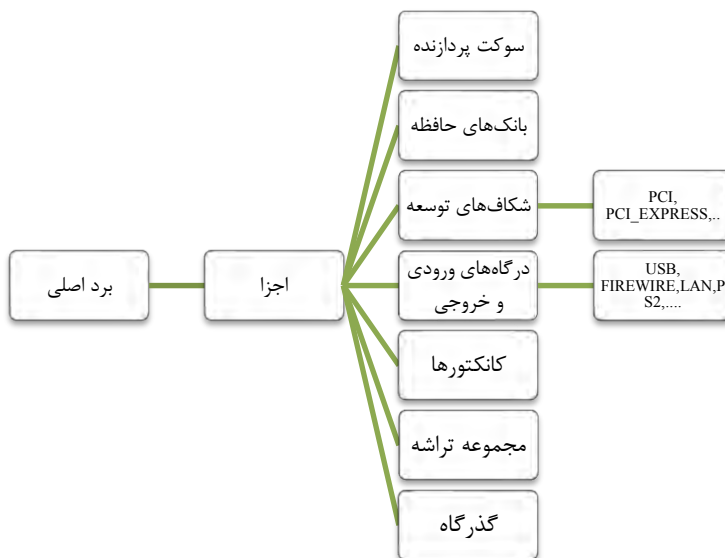 برد اصلی
اجزا
سوکت پردازنده
بانک‌های حافظه
شکاف‌های توسعه
PCI,
PCI_EXPRESS,..
درگاه‌های ورودی
و خروجی
USB,
FIREWIRE,LAN,P
S2,....
کانکتورها
مجموعه تراشه
گذرگاه